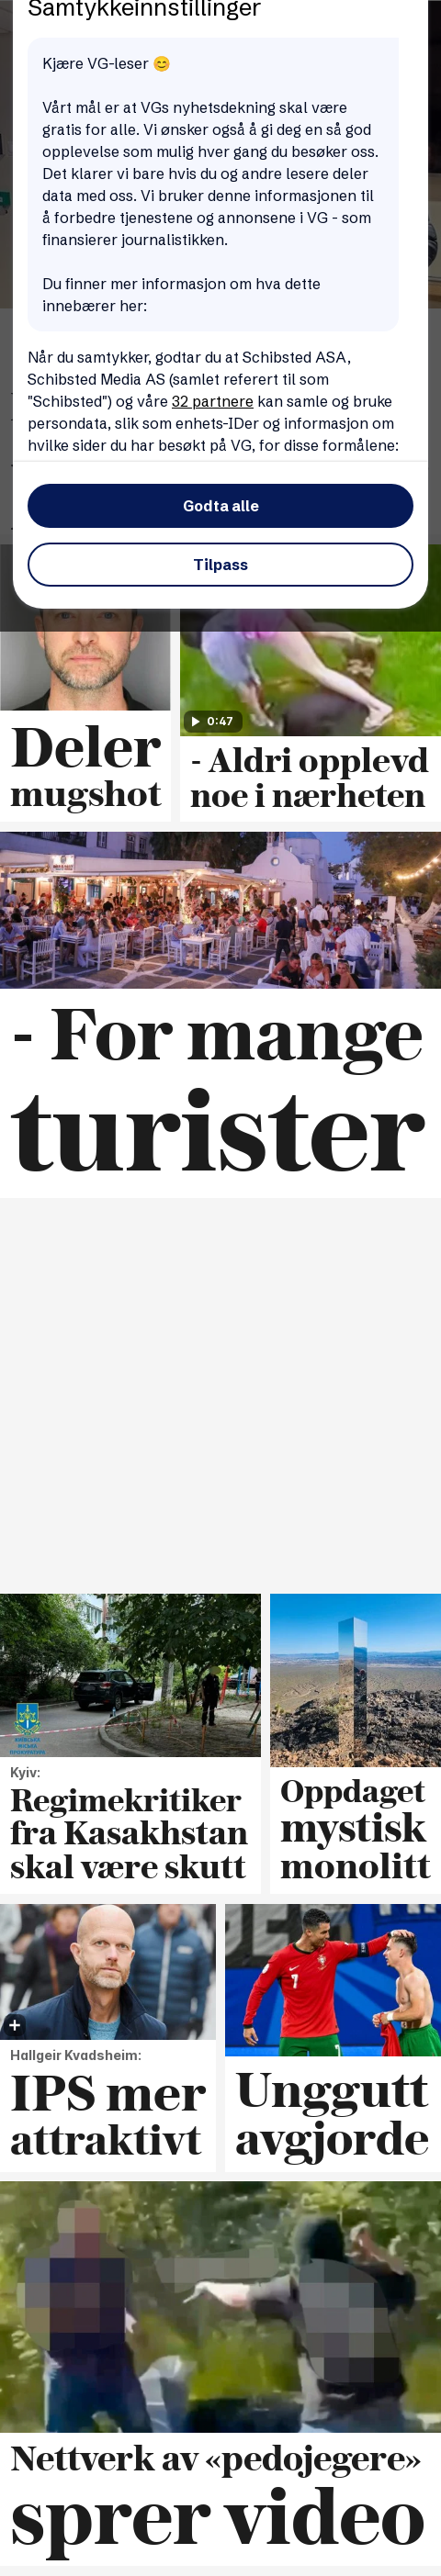 Samtykkeinnstillinger
Kjære VG-leser 😊
Vårt mål er at VGs nyhetsdekning skal være
gratis for alle. Vi ønsker også å gi deg en så god
opplevelse som mulig hver gang du besøker oss.
Det klarer vi bare hvis du og andre lesere deler
data med oss. Vi bruker denne informasjonen til
å forbedre tjenestene og annonsene i VG - som
finansierer journalistikken.
Du finner mer informasjon om hva dette
innebærer her:
Når du samtykker, godtar du at Schibsted ASA,
Schibsted Media AS (samlet referert til som
"Schibsted") og våre 32 partnere kan samle og bruke
persondata, slik som enhets-IDer og informasjon om
hvilke sider du har besøkt på VG, for disse formålene:
Godta alle
Tilpass
0:47
Deler
mugshot
- Aldri opplevd
noe i nærheten
- For mange
turister
Kyiv:
Regimekritiker
fra Kasakhstan
skal være skutt
Oppdaget
mystisk
monolitt
7
Hallgeir Kvadsheim:
IPS mer
attraktivt
Unggutt
avgjorde
Nettverk av «pedojegere»
sprer video